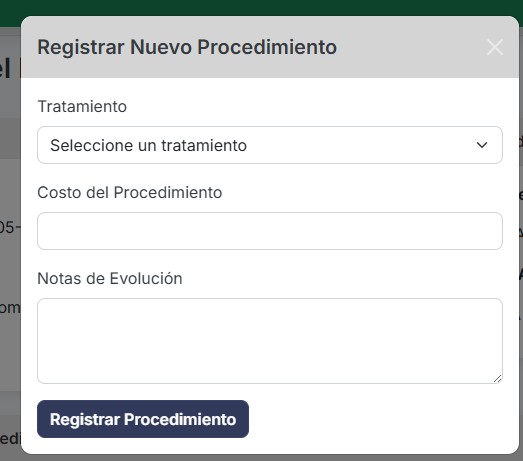 Registrar Nuevo Procedimiento
Tratamiento
Seleccione un tratamiento
Costo del Procedimiento
Notas de Evolución
Registrar Procedimiento